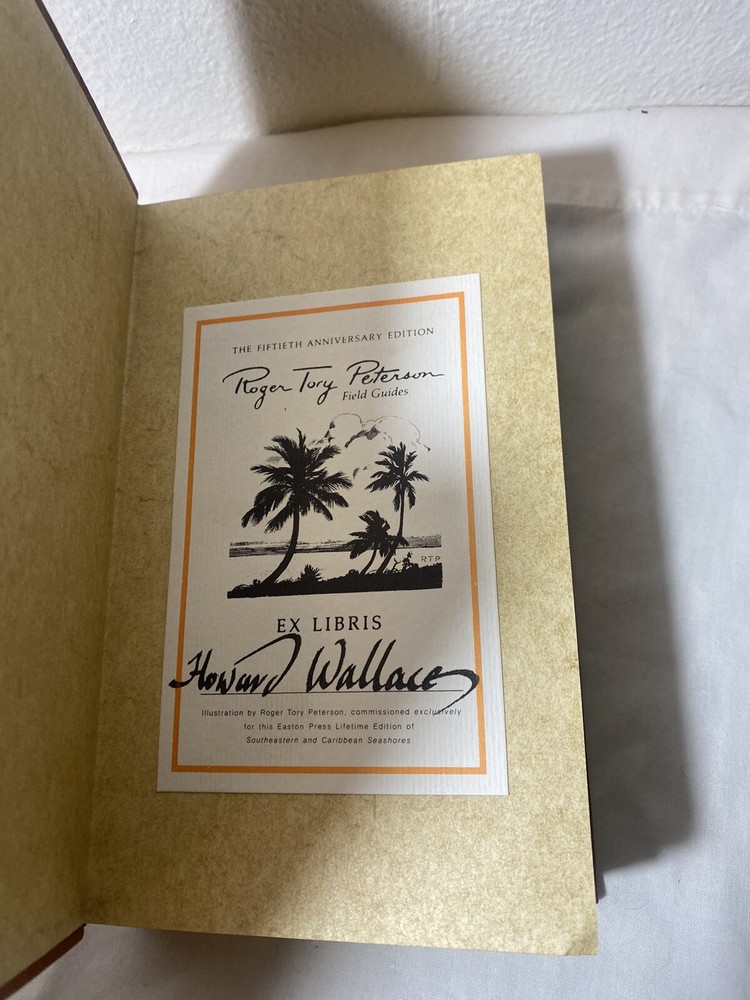 THE FIFTIETH ANNIVERSARY EDITION
Roger Tory Peterson
Field Guides
RTP
EX LIBRIS
Howard Wallace
Illustration by Roger Tory Peterson, commissioned exclusively
for this Easton Press Lifetime Edition of
Southeastern and Caribbean Seashores